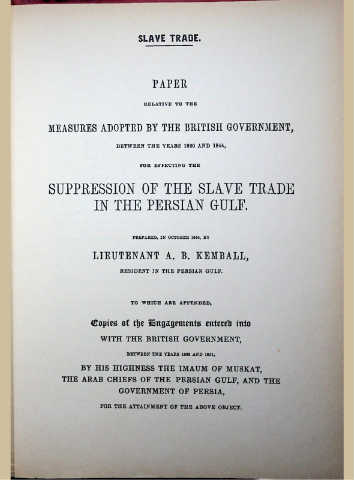 SLAVE TRADE.
PAPER
RELATIVE TO THE
MEASURES ADOPTED BY THE BRITISH GOVERNMENT,
BETWEEN THE YEARS 1820 AND 1844,
FOR EFFECTING THE
SUPPRESSION OF THE SLAVE TRADE
IN THE PERSIAN GULF.
PREPARED, IN OCTOBER BY
LIEUTENANT A. B. KEMBALL,
RESIDENT IN THE PERSIAN GULF.
TO WHICH ARE APPENDED,
Copies of the Engagements entered into
WITH THE BRITISH GOVERNMENT,
BETWEEN THE YEARS AND
BY HIS HIGHNESS THE IMAUM OF MUSKAT,
THE ARAB CHIEFS OF THE PERSIAN GULF, AND THE
GOVERNMENT OF PERSIA,
FOR THE ATTAINMENT OF THE ABOVE OBJECT.